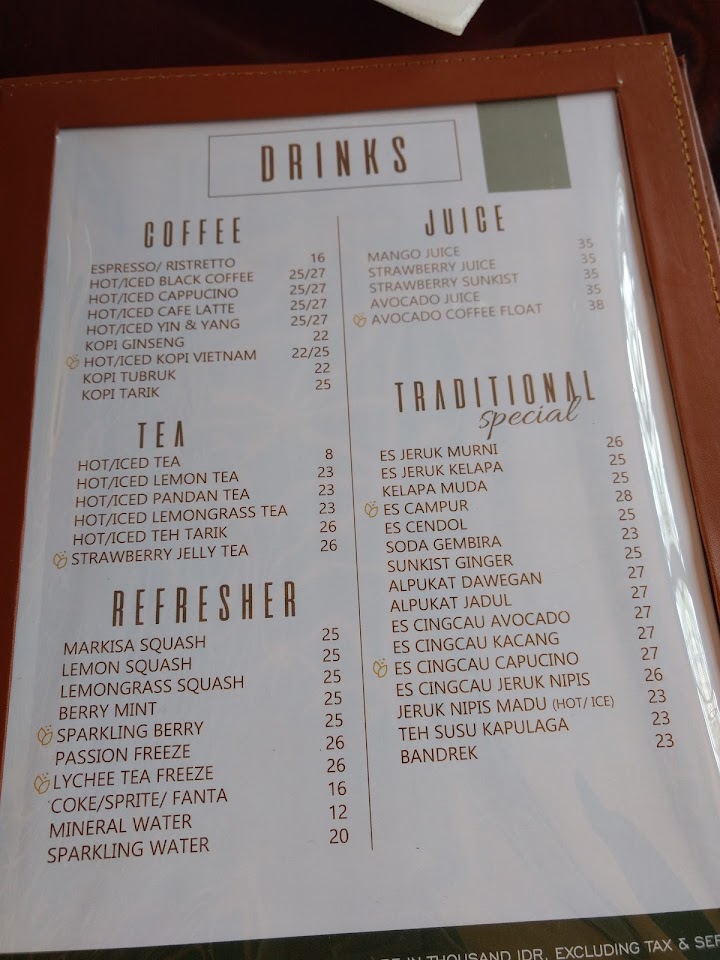 DRINKS
COFFEE
ESPRESSO/ RISTRETTO 16
HOT/ICED BLACK COFFEE 25/27
HOT/ICED CAPPUCINO 25/27
HOT/ICED CAFE LATTE 25/27
HOT/ICED YIN & YANG 25/27
KOPI GINSENG 22
HOT/ICED KOPI VIETNAM 22/25
KOPI TUBRUK 22
KOPI TARIK 25
TEA
HOT/ICED TEA 8
HOT/ICED LEMON TEA 23
HOT/ICED PANDAN TEA 23
HOT/ICED LEMONGRASS TEA 23
HOT/ICED TEH TARIK 26
STRAWBERRY JELLY TEA 26
REFRESHER
MARKISA SQUASH 25
LEMON SQUASH 25
LEMONGRASS SQUASH 25
BERRY MINT 25
SPARKLING BERRY 25
PASSION FREEZE 26
LYCHEE TEA FREEZE 26
COKE/SPRITE/ FANTA 16
MINERAL WATER 12
SPARKLING WATER 20
JUICE
MANGO JUICE 35
STRAWBERRY JUICE 35
STRAWBERRY SUNKIST 35
AVOCADO JUICE 35
AVOCADO COFFEE FLOAT 38
TRADITIONAL
special
ES JERUK MURNI 26
ES JERUK KELAPA 25
KELAPA MUDA 25
ES CAMPUR 28
ES CENDOL 25
SODA GEMBIRA 23
SUNKIST GINGER 25
ALPUKAT DAWEGAN 27
ALPUKAT JADUL 27
ES CINGCAU AVOCADO 27
ES CINGCAU KACANG 27
ES CINGCAU CAPUCINO 27
ES CINGCAU JERUK NIPIS 26
JERUK NIPIS MADU (HOT/ ICE) 23
TEH SUSU KAPULAGA 23
BANDREK 23
IN THOUSAND IDR, EXCLUDING TAX &